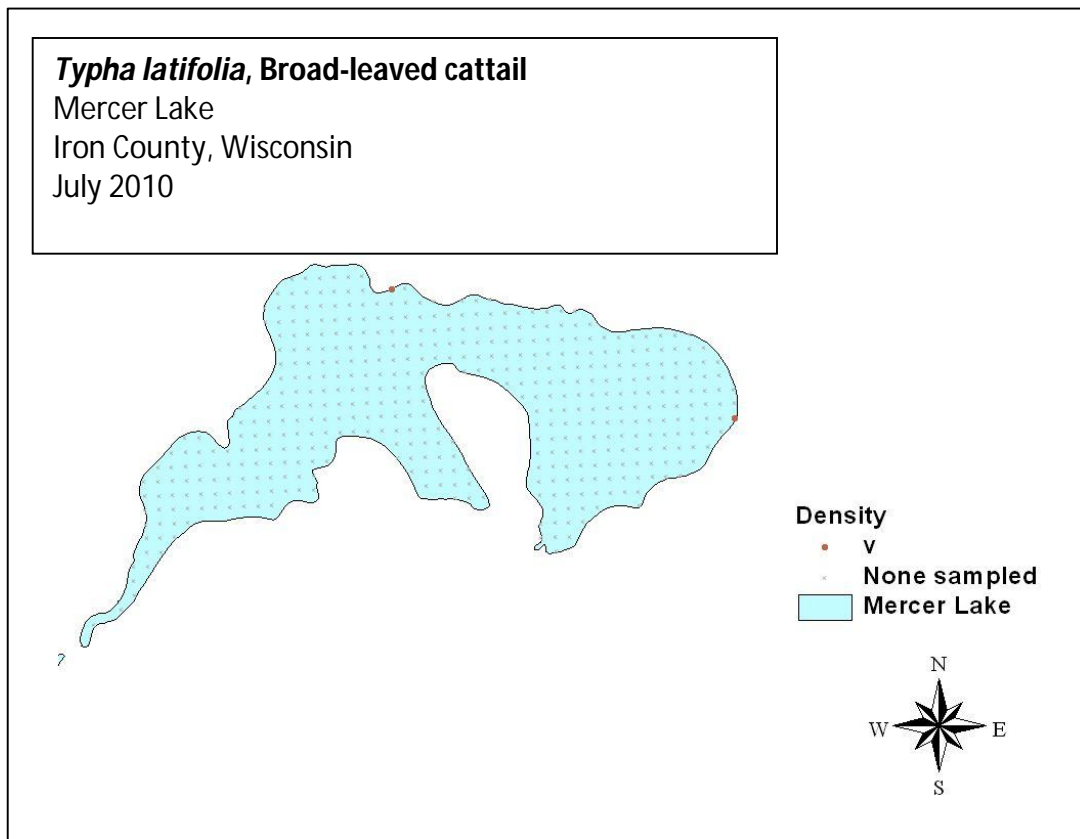 Typha latifolia, Broad-leaved cattail
Mercer Lake
Iron County, Wisconsin
July 2010
Density
v
None sampled
Mercer Lake
N
W E
S